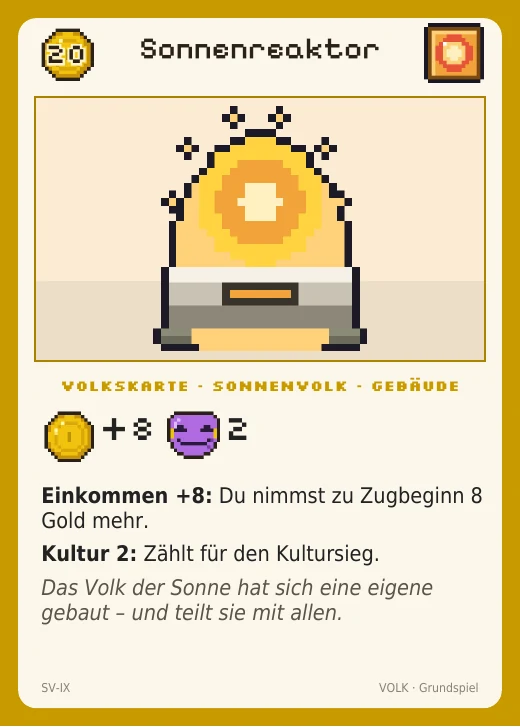 20 Sonnenreaktor
VOLKSKARTE · SONNENVOLK · GEBÄUDE
+8 2
Einkommen +8: Du nimmst zu Zugbeginn 8
Gold mehr.
Kultur 2: Zählt für den Kultursieg.
Das Volk der Sonne hat sich eine eigene
gebaut – und teilt sie mit allen.
SV-IX VOLK · Grundspiel